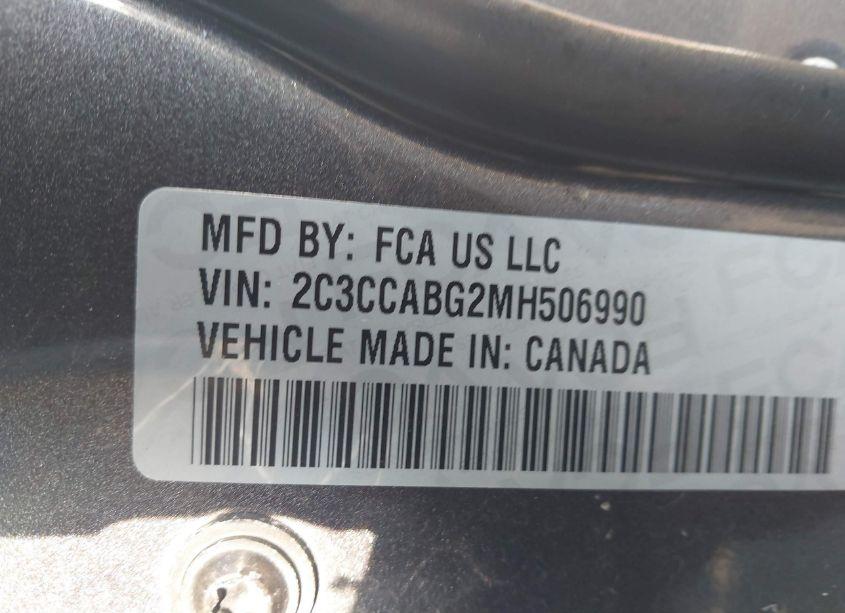 MFD BY: FCA US LLC
VIN: 2C3CCABG2MH506990
VEHICLE MADE IN: CANADA